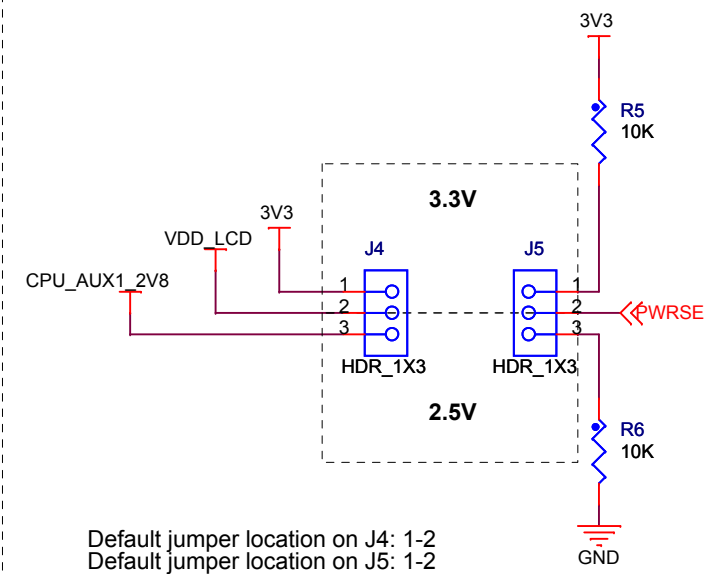 3V3
R5
10K
3.3V
3V3
VDD_LCD
J4
J5
CPU_AUX1_2V8
1
1
2
2
PWRSE
3
3
HDR_1X3
HDR_1X3
2.5V
R6
10K
Default jumper location on J4: 1-2
Default jumper location on J5: 1-2
GND